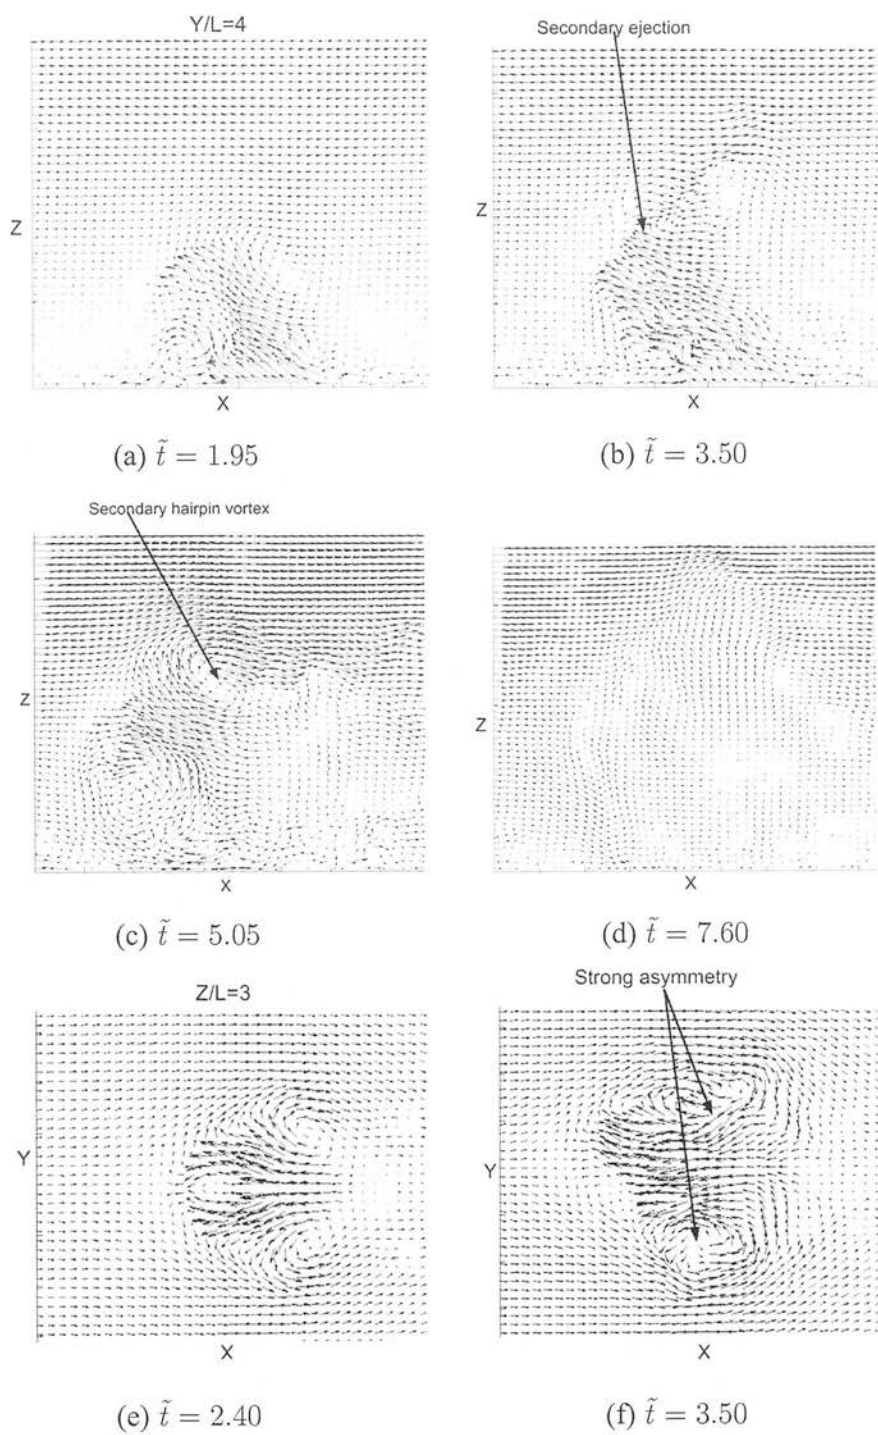 Y/L=4
Secondary ejection
Z
Z
X
X
(a) t̃ = 1.95
(b) t̃ = 3.50
Secondary hairpin vortex
Z
Z
X
X
(c) t̃ = 5.05
(d) t̃ = 7.60
Z/L=3
Strong asymmetry
Y
Y
X
X
(e) t̃ = 2.40
(f) t̃ = 3.50